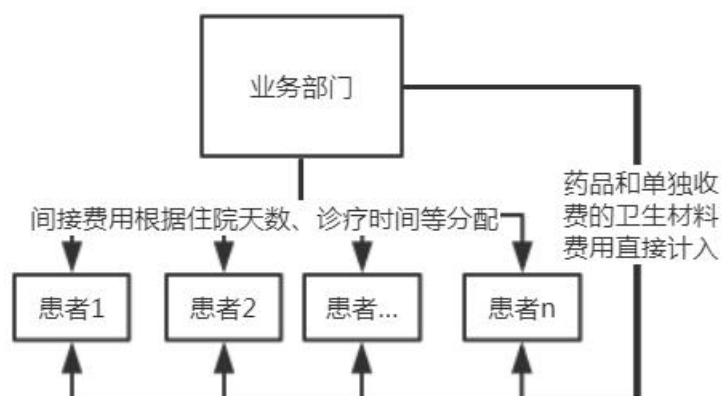 业务部门
间接费用根据住院天数、诊疗时间等分配
药品和单独收
费的卫生材料
费用直接计入
患者1
患者2
患者...
患者n